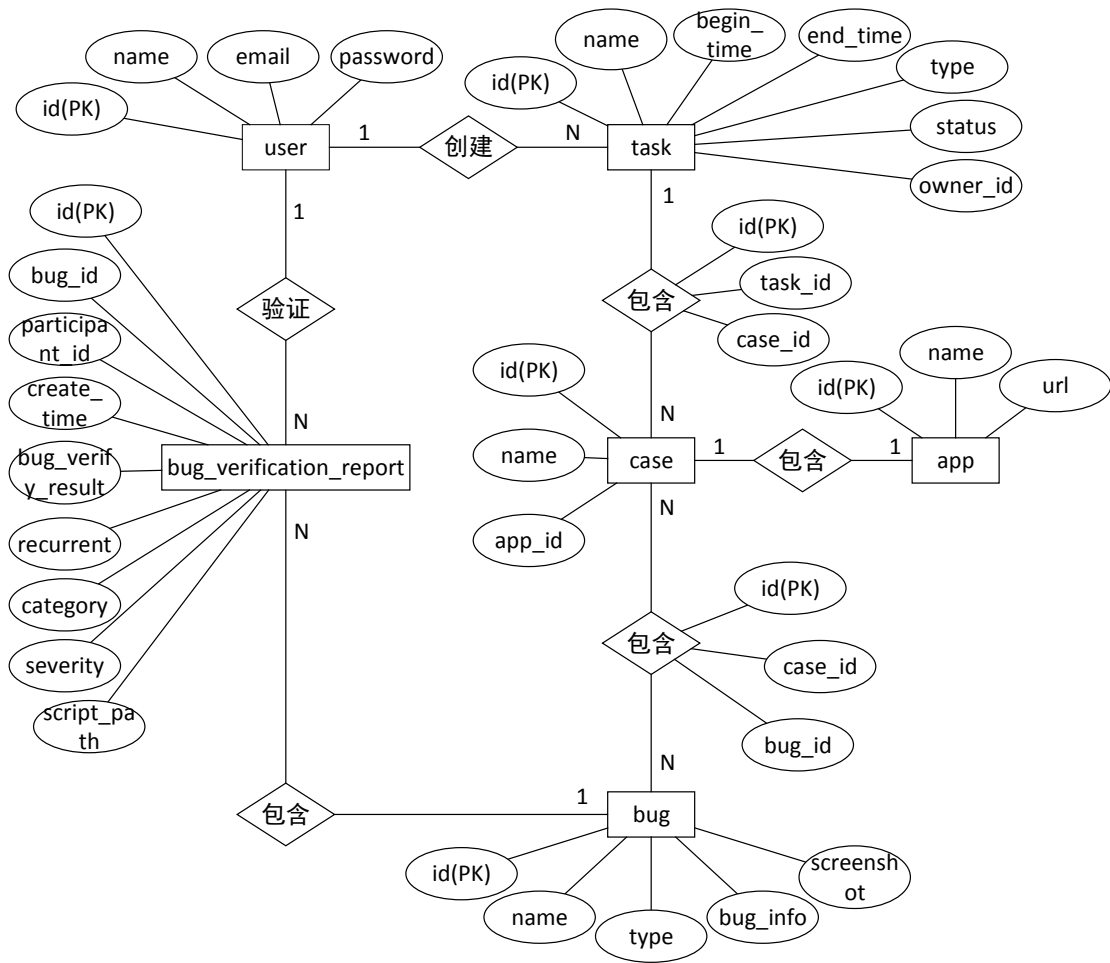 name
email
password
id(PK)
user
1
创建
N
name
begin_
time
end_time
id(PK)
type
task
status
owner_id
1
1
id(PK)
bug_id
participa
nt_id
create_
time
bug_verif
y_result
recurrent
category
severity
script_pa
th
验证
N
bug_verification_report
N
包含
id(PK)
task_id
case_id
包含
N
id(PK)
name
app_id
case
1
包含
1
name
id(PK)
url
app
N
id(PK)
case_id
bug_id
包含
N
1
bug
id(PK)
name
type
bug_info
screensh
ot